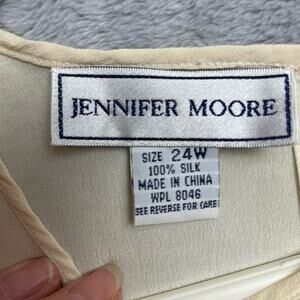 JENNIFER MOORE
SIZE 24W
100% SILK
MADE IN CHINA
WPL 8046
SEE REVERSE FOR CARE